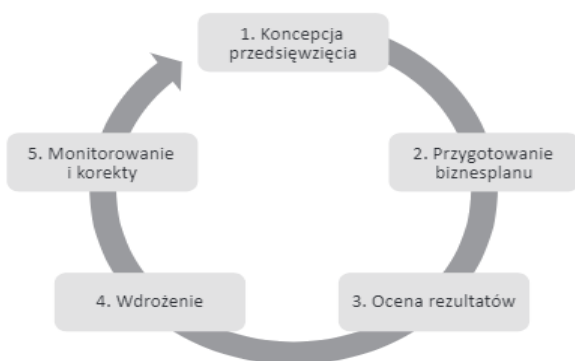 1. Koncepcja
przedsięwzięcia
2. Przygotowanie
biznesplanu
3. Ocena rezultatów
4. Wdrożenie
5. Monitorowanie
i korekty